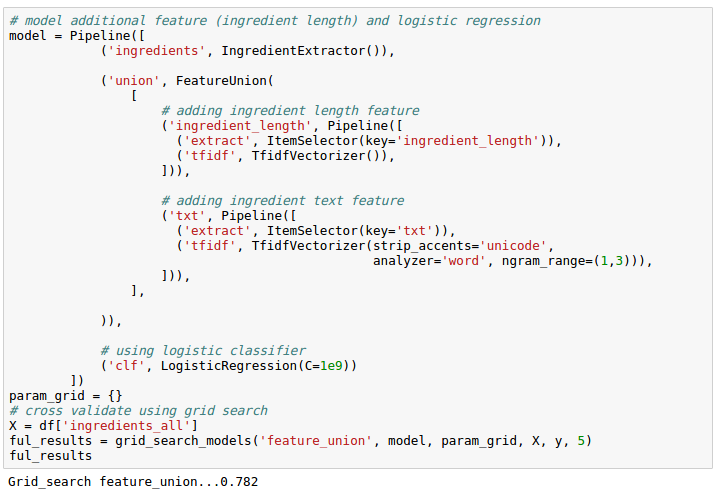 # model additional feature (ingredient length) and logistic regression
model = Pipeline([
            ('ingredients', IngredientExtractor()),

            ('union', FeatureUnion(
                [
                    # adding ingredient length feature
                    ('ingredient_length', Pipeline([
                      ('extract', ItemSelector(key='ingredient_length')),
                      ('tfidf', TfidfVectorizer()),
                    ])),

                    # adding ingredient text feature
                    ('txt', Pipeline([
                      ('extract', ItemSelector(key='txt')),
                      ('tfidf', TfidfVectorizer(strip_accents='unicode',
                                                analyzer='word', ngram_range=(1,3))),
                    ])),
                ],

            )),

            # using logistic classifier
            ('clf', LogisticRegression(C=1e9))
        ])
param_grid = {}
# cross validate using grid search
X = df['ingredients_all']
ful_results = grid_search_models('feature_union', model, param_grid, X, y, 5)
ful_results
Grid_search feature_union...0.782